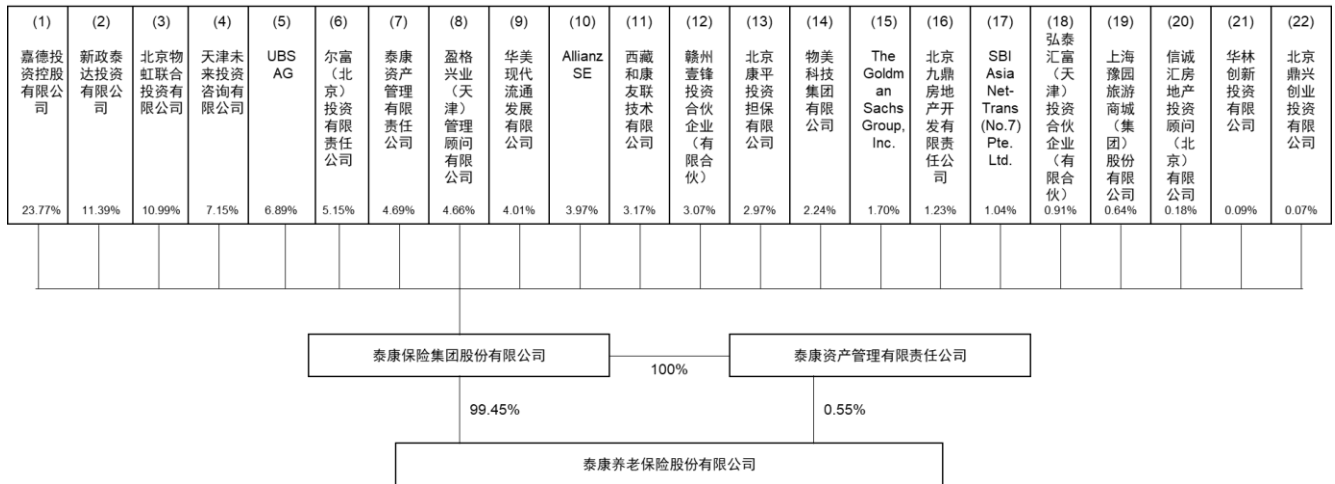 (1)
嘉德投
资控股
有限公
司
23.77%
(2)
新政泰
达投资
有限公
司
11.39%
(3)
北京物
虹联合
投资有
限公司
10.99%
(4)
天津未
来投资
咨询有
限公司
7.15%
(5)
UBS
AG
6.89%
(6)
尔富
（北
京）
投资
有限
责任
公司
5.15%
(7)
泰康
资产
管理
有限
责任
公司
4.69%
(8)
盈格
兴业
（天
津）
管理
顾问
有限
公司
4.66%
(9)
华美
现代
流通
发展
有限
公司
4.01%
(10)
Allianz
SE
3.97%
(11)
西藏
和康
友联
技术
有限
公司
3.17%
(12)
赣州
壹锋
投资
合伙
企业
（有
限合
伙）
3.07%
(13)
北京
康平
投资
担保
有限
公司
2.97%
(14)
物美
科技
集团
有限
公司
2.24%
(15)
The
Goldm
an
Sachs
Group,
Inc.
1.70%
(16)
北京
九鼎
房地
产开
发有
限责
任公
司
1.23%
(17)
SBI
Asia
Net-
Trans
(No.7)
Pte.
Ltd.
1.04%
(18)
弘泰
汇富
（天
津）
投资
合伙
企业
（有
限合
伙）
0.91%
(19)
上海
豫园
旅游
商城
（集
团）
股份
有限
公司
0.64%
(20)
信诚
汇房
地产
投资
顾问
（北
京）
有限
公司
0.18%
(21)
华林
创新
投资
有限
公司
0.09%
(22)
北京
鼎兴
创业
投资
有限
公司
0.07%
泰康保险集团股份有限公司
100%
泰康资产管理有限责任公司
99.45%
0.55%
泰康养老保险股份有限公司